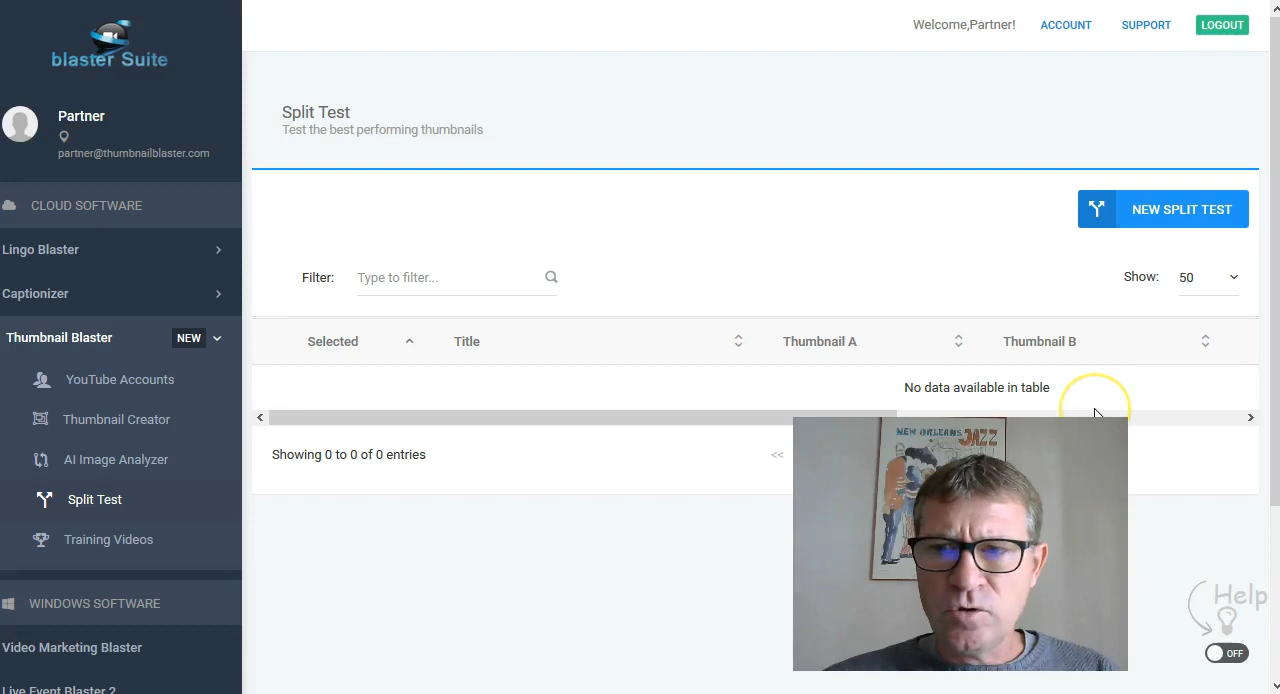 blaster Suite
Welcome,Partner!
ACCOUNT
SUPPORT
LOGOUT
Partner
partner@thumbnailblaster.com
CLOUD SOFTWARE
Lingo Blaster
Captionizer
Thumbnail Blaster
NEW
YouTube Accounts
Thumbnail Creator
AI Image Analyzer
Split Test
Training Videos
WINDOWS SOFTWARE
Video Marketing Blaster
Live Event Blaster 2
Split Test
Test the best performing thumbnails
NEW SPLIT TEST
Filter:
Type to filter...
Show:
50
Selected
Title
Thumbnail A
Thumbnail B
No data available in table
Showing 0 to 0 of 0 entries
<<
NEW ORLEANS JAZZ
Help
OFF